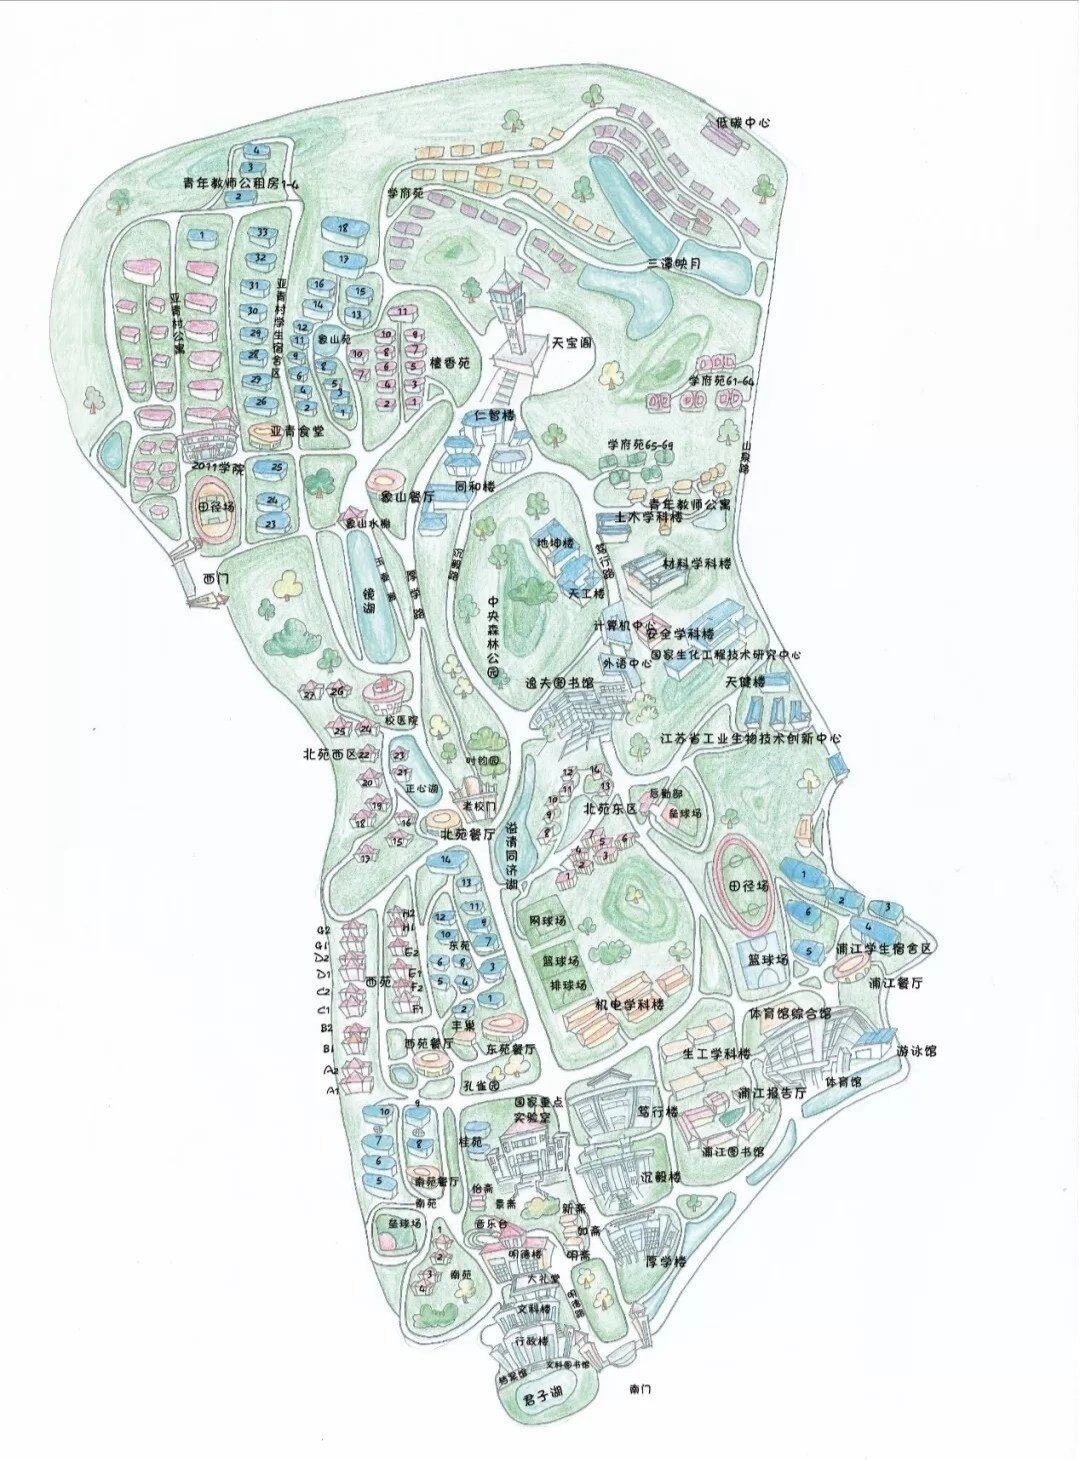 低碳中心
4
3
青年教师公租房1-4
2
学府苑
1
33
18
32
17
三潭映月
31
16
15
亚青村公寓
亚青村学生宿舍区
30
14
13
11
29
12
11
象山苑
10
9
天宝阁
28
9
8
10
8
7
檀香苑
27
6
5
7
6
5
学府苑61-64
4
3
4
3
26
2
1
2
1
仁智楼
亚青食堂
学府苑65-69
山泉路
2011学院
25
象山餐厅
同和楼
青年教师公寓
田径场
24
土木学科楼
23
象山水榭
地坤楼
笃行路
沉毅路
材料学科楼
西门
镜湖
厚学路
天工楼
中央森林公园
计算机中心
安全学科楼
外语中心
国家生化工程技术研究中心
逸夫图书馆
天健楼
27
26
校医院
25
24
江苏省工业生物技术创新中心
北苑西区
22
23
时钧园
21
20
正心湖
12
14
11
13
后勤部
19
老校门
10
北苑东区
垒球场
18
16
9
北苑餐厅
溢清同济湖
8
7
6
15
5
17
4
3
14
2
1
13
田径场
1
2
3
H2
11
12
9
网球场
6
4
G2
H1
10
东苑
7
G1
E2
5
浦江学生宿舍区
D2
6
8
3
篮球场
篮球场
D1
E1
西苑
5
4
F2
排球场
浦江餐厅
C2
1
C1
F1
2
机电学科楼
体育馆综合馆
B2
丰巢
西苑餐厅
东苑餐厅
B1
生工学科楼
游泳馆
A2
体育馆
A1
孔雀园
浦江报告厅
国家重点实验室
笃行楼
10
9
7
8
桂苑
浦江图书馆
6
5
南苑餐厅
沉毅楼
怡斋
南苑
景斋
新斋
垒球场
音乐台
如斋
1
2
明德楼
明斋
厚学楼
3
南苑
大礼堂
4
明德路
文科楼
行政楼
档案馆
文科图书馆
君子湖
南门